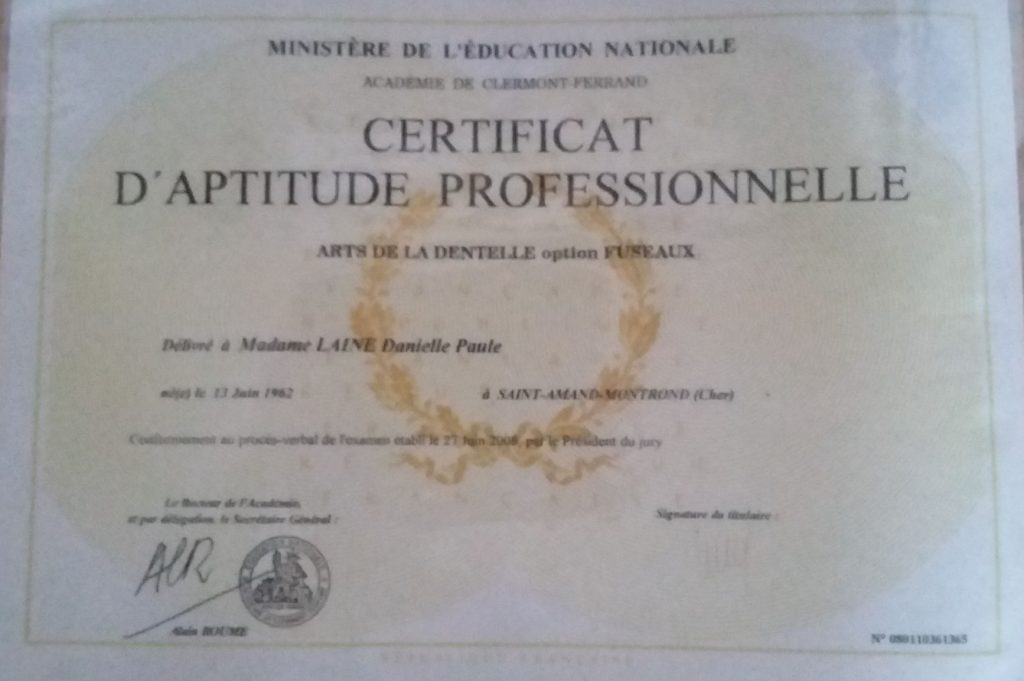 MINISTÈRE DE L'ÉDUCATION NATIONALE
ACADÉMIE DE CLERMONT-FERRAND
CERTIFICAT
D'APTITUDE PROFESSIONNELLE
ARTS DE LA DENTELLE option FUSEAUX
Délivré à Madame LAINE Danielle Paule
né(e) le 13 Juin 1962 à SAINT-AMAND-MONTROND (Cher)
Conformément au procès-verbal de l'examen établi le 27 juin 2008, par le Président du jury
Le Recteur de l'Académie,
et par délégation, le Secrétaire Général :
Signature du titulaire :
Alain ROUME
N° 080110361365
RÉPUBLIQUE FRANÇAISE